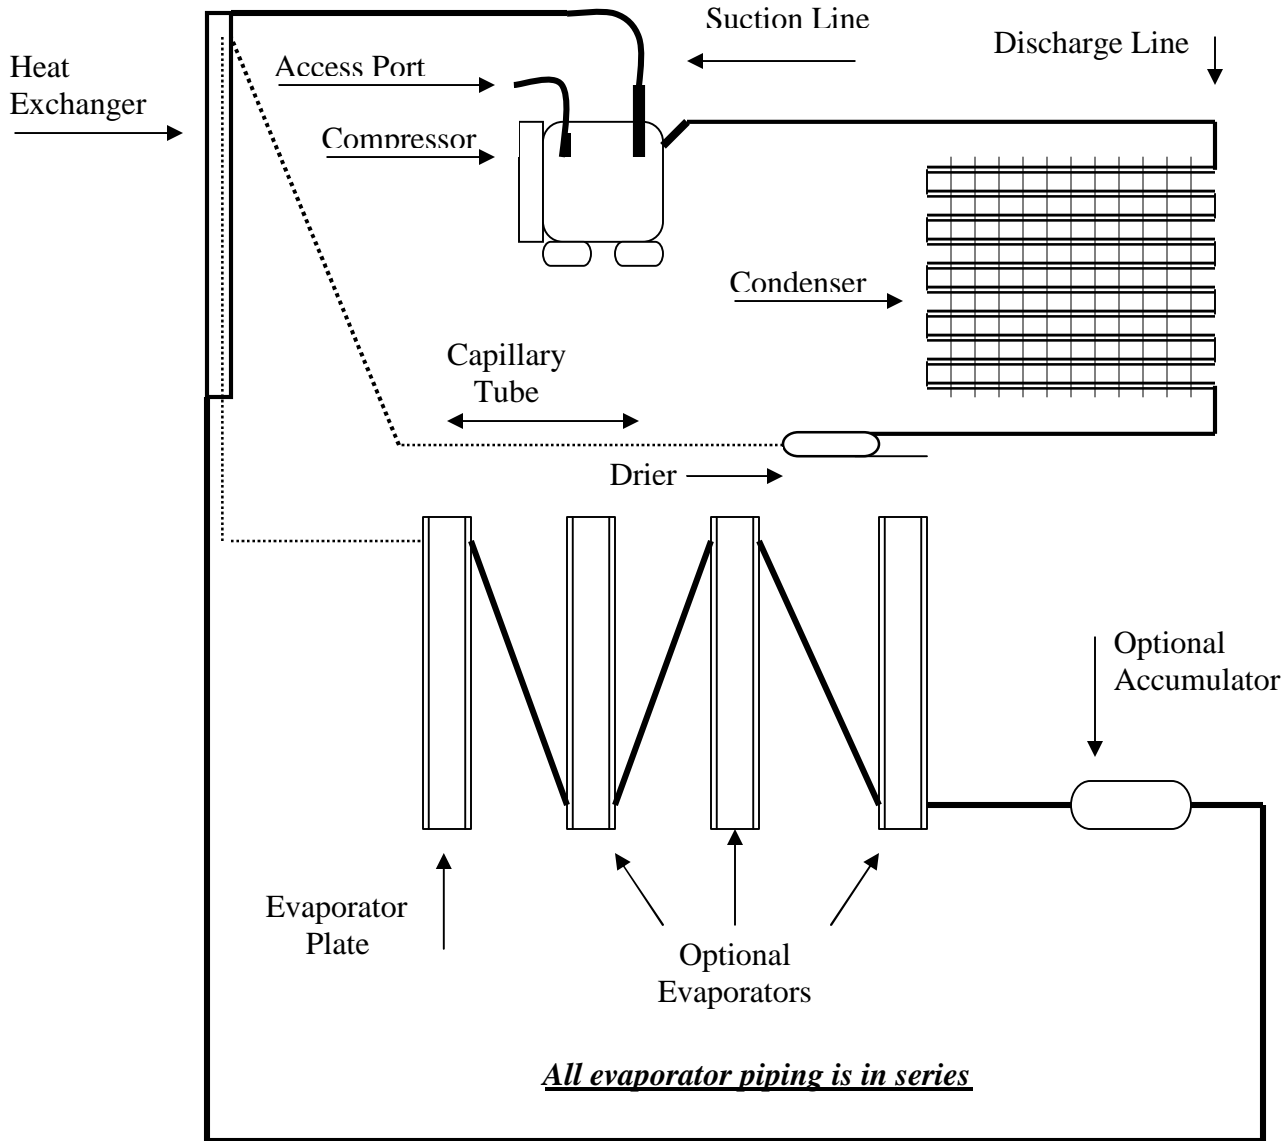 Suction Line
Discharge Line
Heat
Exchanger
Access Port
Compressor
Condenser
Capillary
Tube
Drier
Optional
Accumulator
Evaporator
Plate
Optional
Evaporators
All evaporator piping is in series